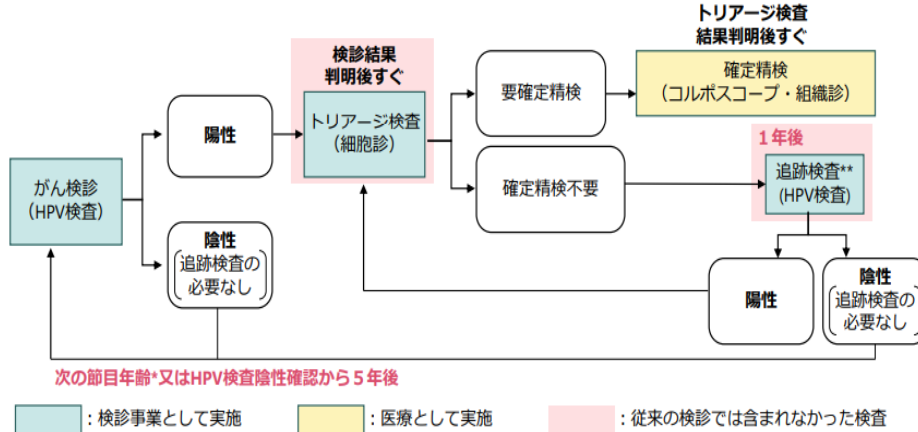 トリアージ検査
結果判明後すぐ
検診結果
判明後すぐ
確定精検
（コルポスコープ・組織診）
要確定精検
陽性
トリアージ検査
（細胞診）
1年後
追跡検査**
(HPV検査)
がん検診
（HPV検査）
確定精検不要
陰性
追跡検査の
必要なし
陽性
陰性
追跡検査の
必要なし
次の節目年齢*又はHPV検査陰性確認から５年後
：検診事業として実施
：医療として実施
：従来の検診では含まれなかった検査